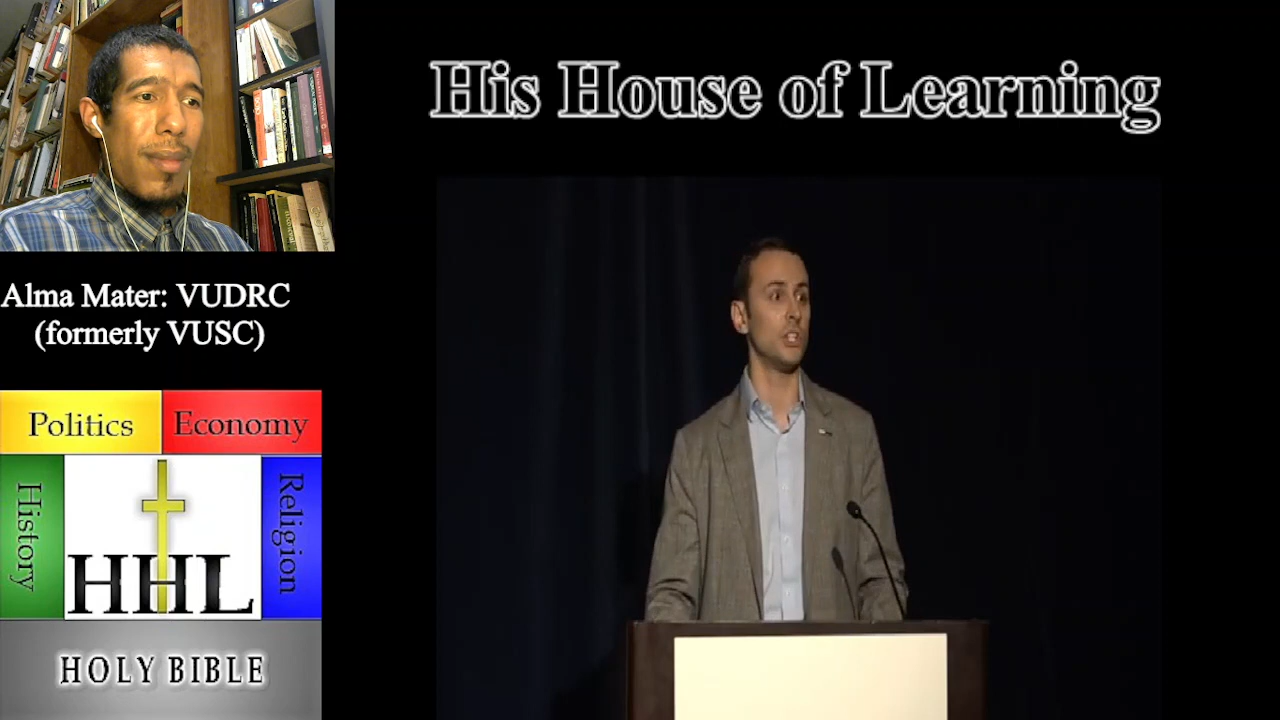 His House of Learning
Alma Mater: VUDRC
(formerly VUSC)
Politics
Economy
History
Religion
HHL
HOLY BIBLE